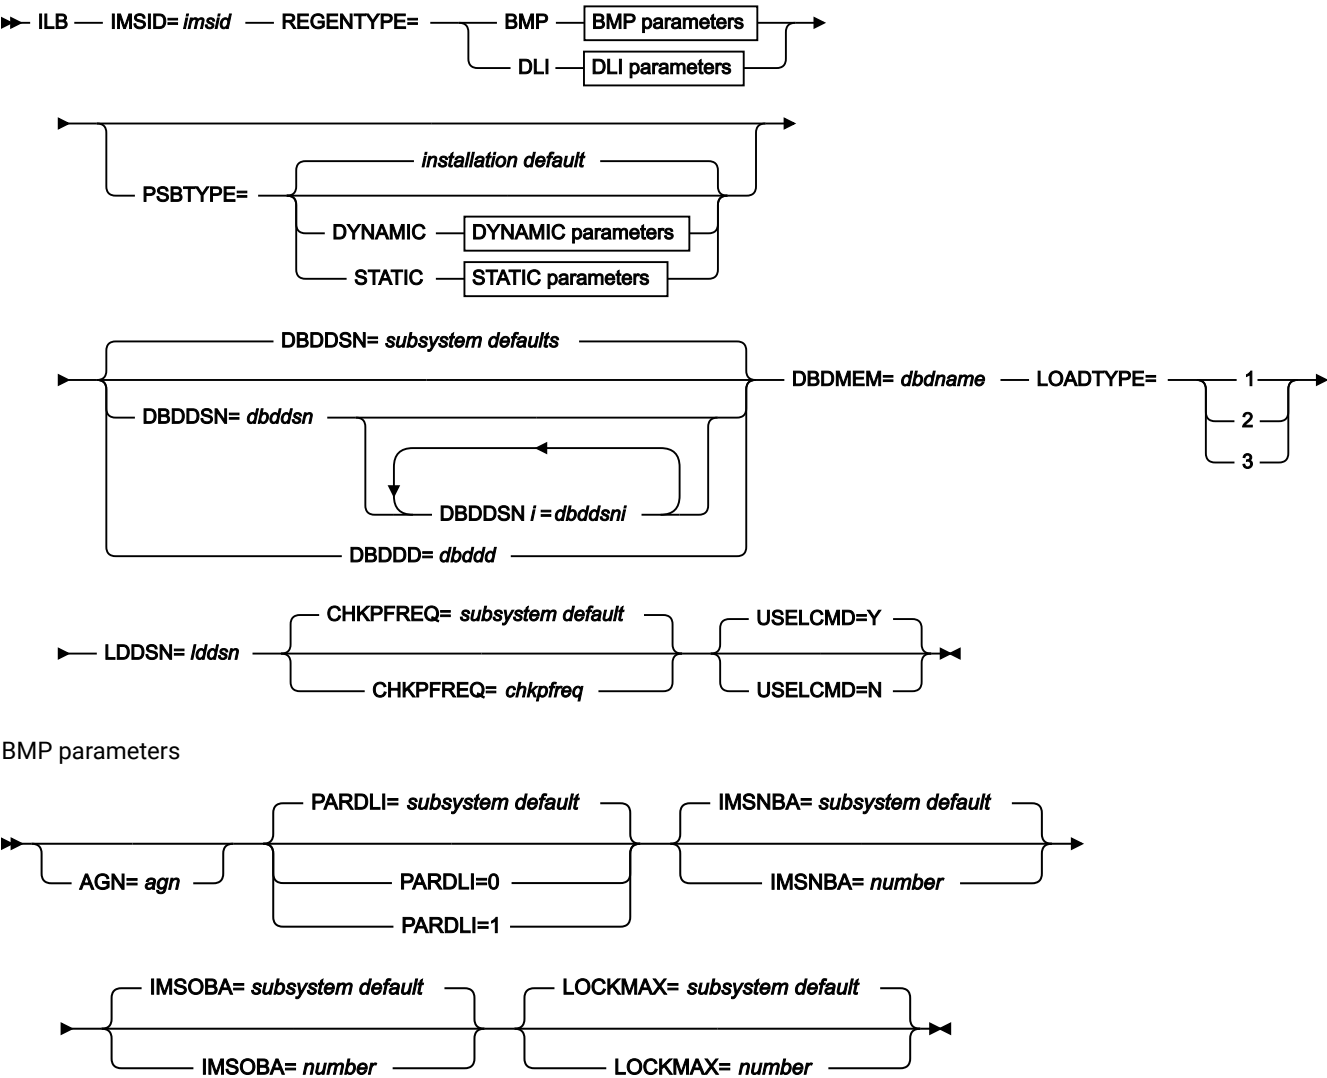 ILB IMSID= imsid REGENTYPE= BMP BMP parameters
DLI DLI parameters
installation default
PSBTYPE=
DYNAMIC DYNAMIC parameters
STATIC STATIC parameters
DBDDSN= subsystem defaults
DBDMEM= dbdname LOADTYPE= 1
DBDDSN= dbddsn 2
3
DBDDSN i = dbddsni
DBDDD= dbddd
CHKPFREQ= subsystem default USELCMD=Y
LDDSN= lddsn
CHKPFREQ= chkpfreq USELCMD=N
BMP parameters
PARDLI= subsystem default IMSNBA= subsystem default
AGN= agn PARDLI=0 IMSNBA= number
PARDLI=1
IMSOBA= subsystem default LOCKMAX= subsystem default
IMSOBA= number LOCKMAX= number